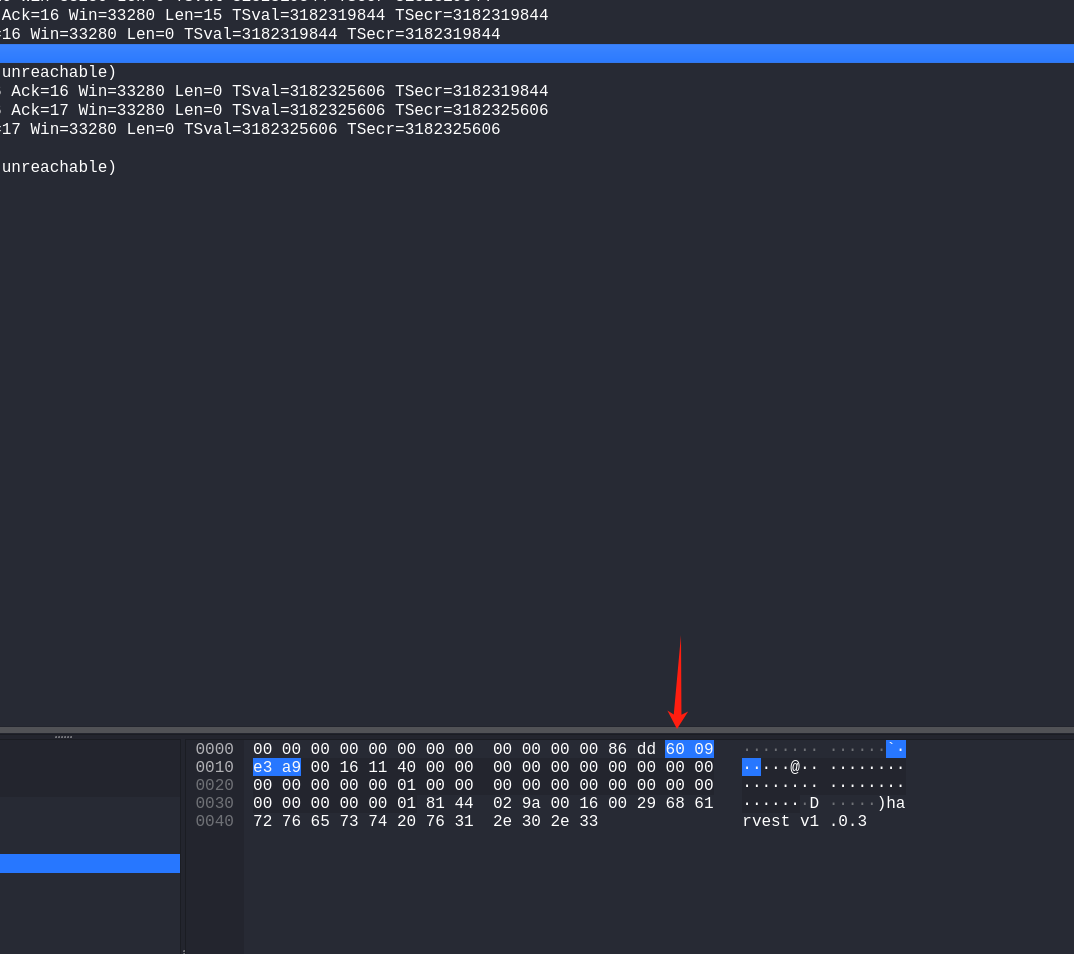 Ack=16 Win=33280 Len=15 TSval=3182319844 TSecr=3182319844
=16 Win=33280 Len=0 TSval=3182319844 TSecr=3182319844
unreachable)
Ack=16 Win=33280 Len=0 TSval=3182325606 TSecr=3182319844
Ack=17 Win=33280 Len=0 TSval=3182325606 TSecr=3182325606
=17 Win=33280 Len=0 TSval=3182325606 TSecr=3182325606
unreachable)
0000 00 00 00 00 00 00 00 00 00 00 00 00 86 dd 60 09 ········ ······`·
0010 e3 a9 00 16 11 40 00 00 00 00 00 00 00 00 00 00 ·····@·· ········
0020 00 00 00 00 00 01 00 00 00 00 00 00 00 00 00 00 ········ ········
0030 00 00 00 00 00 01 81 44 02 9a 00 16 00 29 68 61 ·······D ·····)ha
0040 72 76 65 73 74 20 76 31 2e 30 2e 33 rvest v1 .0.3